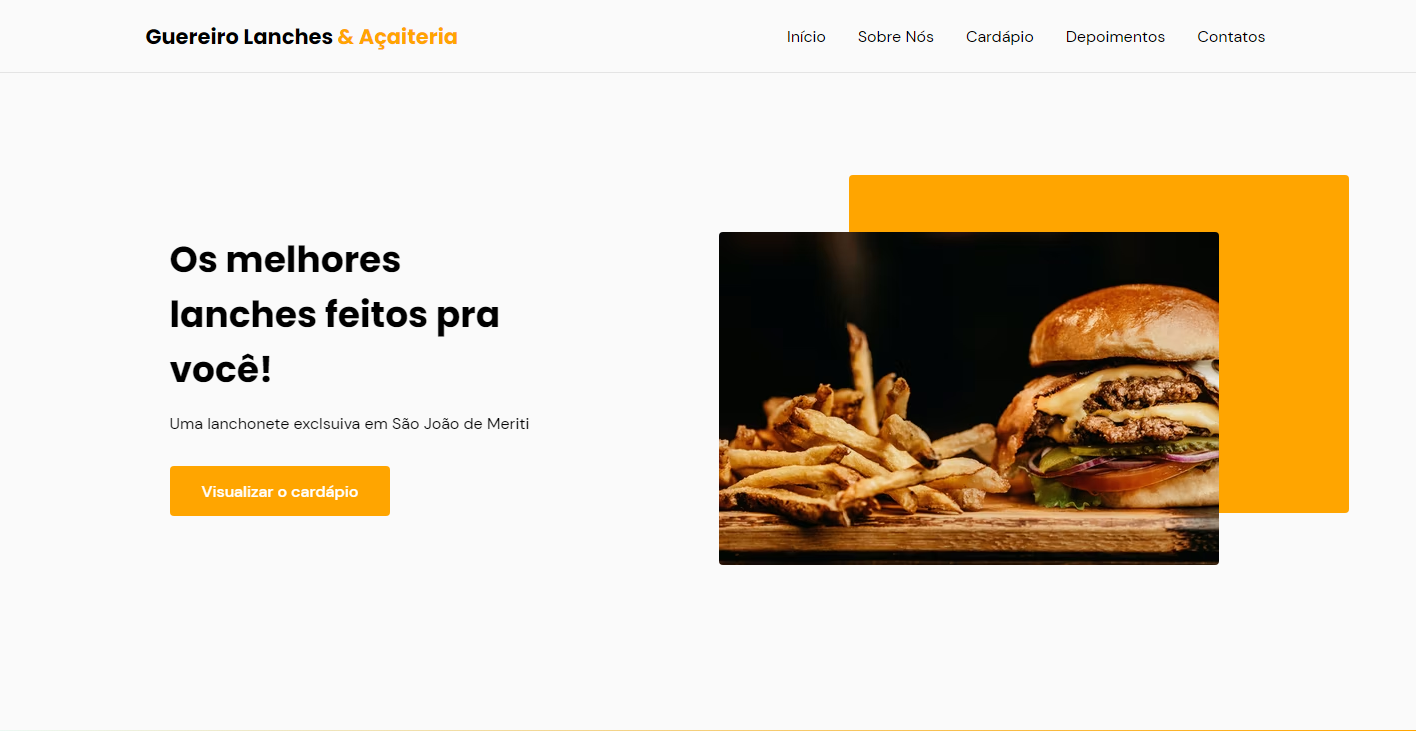 Guereiro Lanches & Açaiteria
Início Sobre Nós Cardápio Depoimentos Contatos
Os melhores
lanches feitos pra
você!
Uma lanchonete exclsuiva em São João de Meriti
Visualizar o cardápio